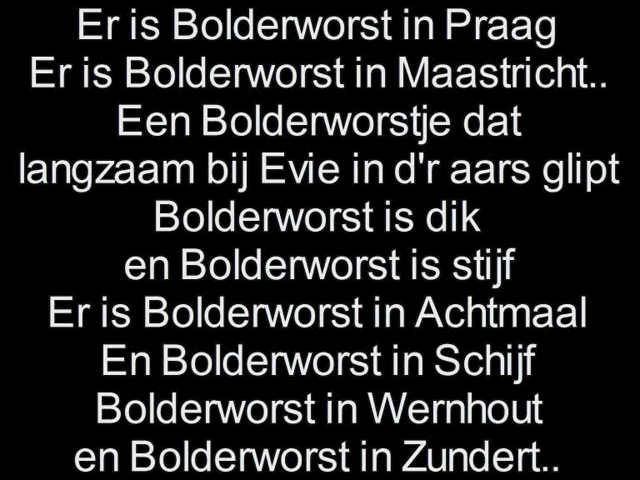 Er is Bolderworst in Praag
Er is Bolderworst in Maastricht..
Een Bolderworstje dat
langzaam bij Evie in d'r aars glipt
Bolderworst is dik
en Bolderworst is stijf
Er is Bolderworst in Achtmaal
En Bolderworst in Schijf
Bolderworst in Wernhout
en Bolderworst in Zundert..